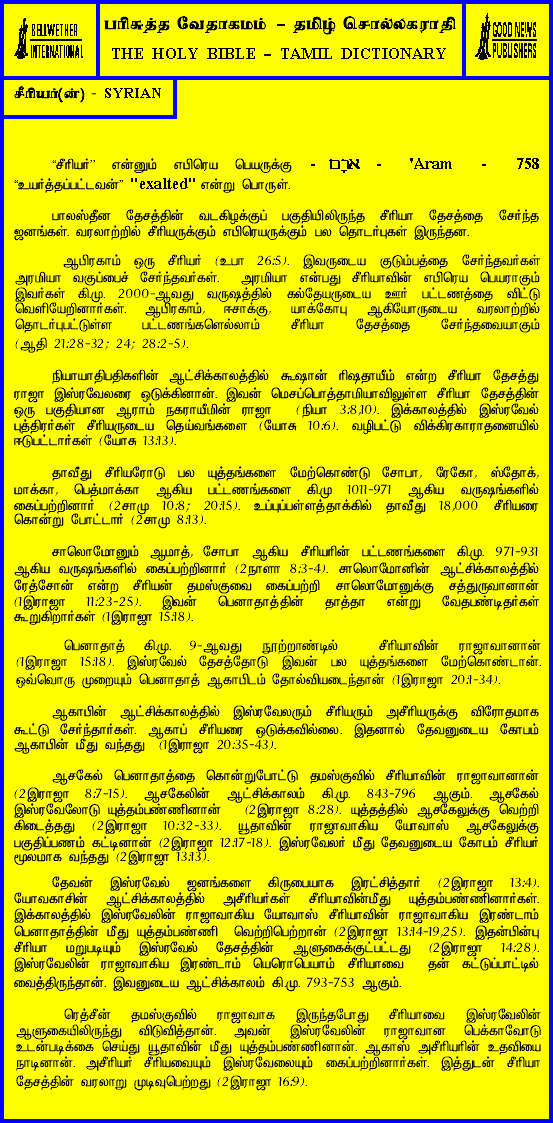 BELLWETHER
INTERNATIONAL
பரிசுத்த வேதாகமம் – தமிழ் சொல்லகராதி
THE HOLY BIBLE – TAMIL DICTIONARY
GOOD NEWS
PUBLISHERS
சீரியர்(ன்) - SYRIAN
“சீரியர்” என்னும் எபிரெய பெயருக்கு - אֲרָם - 'Aram - 758
“உயர்த்தப்பட்டவன்” "exalted" என்று பொருள்.
பாலஸ்தீன தேசத்தின் வடகிழக்குப் பகுதியிலிருந்த சீரியா தேசத்தை சேர்ந்த
ஜனங்கள். வரலாற்றில் சீரியருக்கும் எபிரெயருக்கும் பல தொடர்புகள் இருந்தன.
ஆபிரகாம் ஒரு சீரியர் (உபா 26:5). இவருடைய குடும்பத்தை சேர்ந்தவர்கள்
அரமியா வகுப்பைச் சேர்ந்தவர்கள். அரமியா என்பது சீரியாவின் எபிரெய பெயராகும்
இவர்கள் கி.மு. 2000-ஆவது வருஷத்தில் கல்தேயருடைய ஊர் பட்டணத்தை விட்டு
வெளியேறினார்கள். ஆபிரகாம், ஈசாக்கு, யாக்கோபு ஆகியோருடைய வரலாற்றில்
தொடர்புபட்டுள்ள பட்டணங்களெல்லாம் சீரியா தேசத்தை சேர்ந்தவையாகும்
(ஆதி 21:28-32; 24; 28:2-5).
நியாயாதிபதிகளின் ஆட்சிக்காலத்தில் கூஷான் ரிஷதாயீம் என்ற சீரியா தேசத்து
ராஜா இஸ்ரவேலரை ஒடுக்கினான். இவன் மெசப்பொத்தாமியாவிலுள்ள சீரியா தேசத்தின்
ஒரு பகுதியான ஆராம் நகராயீமின் ராஜா (நியா 3:8,10). இக்காலத்தில் இஸ்ரவேல்
புத்திரர்கள் சீரியருடைய தெய்வங்களை (யோசு 10:6). வழிபட்டு விக்கிரகாராதனையில்
ஈடுபட்டார்கள் (யோசு 13:13).
தாவீது சீரியரோடு பல யுத்தங்களை மேற்கொண்டு சோபா, ரேகோ, ஸ்தோக்,
மாக்கா, பெத்மாக்கா ஆகிய பட்டணங்களை கி.மு 1011-971 ஆகிய வருஷங்களில்
கைப்பற்றினார் (2சாமு 10:8; 20:15). உப்புப்பள்ளத்தாக்கில் தாவீது 18,000 சீரியரை
கொன்று போட்டார் (2சாமு 8:13).
சாலொமோனும் ஆமாத், சோபா ஆகிய சீரியரின் பட்டணங்களை கி.மு. 971-931
ஆகிய வருஷங்களில் கைப்பற்றினார் (2நாளா 8:3-4). சாலொமோனின் ஆட்சிக்காலத்தில்
ரேத்சோன் என்ற சீரியன் தமஸ்குவை கைப்பற்றி சாலொமோனுக்கு சத்துருவானான்
(1இராஜா 11:23-25). இவன் பெனாதாத்தின் தாத்தா என்று வேதபண்டிதர்கள்
கூறுகிறார்கள் (1இராஜா 15:18).
பெனாதாத் கி.மு. 9-ஆவது நூற்றாண்டில் சீரியாவின் ராஜாவானான்
(1இராஜா 15:18). இஸ்ரவேல் தேசத்தோடு இவன் பல யுத்தங்களை மேற்கொண்டான்.
ஒவ்வொரு முறையும் பெனாதாத் ஆகாபிடம் தோல்வியடைந்தான் (1இராஜா 20:1-34).
ஆகாபின் ஆட்சிக்காலத்தில் இஸ்ரவேலரும் சீரியரும் அசீரியருக்கு விரோதமாக
கூட்டு சேர்ந்தார்கள். ஆகாப் சீரியரை ஒடுக்கவில்லை. இதனால் தேவனுடைய கோபம்
ஆகாபின் மீது வந்தது (1இராஜா 20:35-43).
ஆசகேல் பெனாதாத்தை கொன்றுபோட்டு தமஸ்குவில் சீரியாவின் ராஜாவானான்
(2இராஜா 8:7-15). ஆசகேலின் ஆட்சிக்காலம் கி.மு. 843-796 ஆகும். ஆசகேல்
இஸ்ரவேலோடு யுத்தம்பண்ணினான் (2இராஜா 8:28). யுத்தத்தில் ஆசகேலுக்கு வெற்றி
கிடைத்தது (2இராஜா 10:32-33). யூதாவின் ராஜாவாகிய யோவாஸ் ஆசகேலுக்கு
பகுதிப்பணம் கட்டினான் (2இராஜா 12:17-18). இஸ்ரவேலர் மீது தேவனுடைய கோபம் சீரியர்
மூலமாக வந்தது (2இராஜா 13:13).
தேவன் இஸ்ரவேல் ஜனங்களை கிருபையாக இரட்சித்தார் (2இராஜா 13:4).
யோவகாசின் ஆட்சிக்காலத்தில் அசீரியர்கள் சீரியாவின்மீது யுத்தம்பண்ணினார்கள்.
இக்காலத்தில் இஸ்ரவேலின் ராஜாவாகிய யோவாஸ் சீரியாவின் ராஜாவாகிய இரண்டாம்
பெனாதாத்தின் மீது யுத்தம்பண்ணி வெற்றிபெற்றான் (2இராஜா 13:14-19,25). இதன்பின்பு
சீரியா மறுபடியும் இஸ்ரவேல் தேசத்தின் ஆளுகைக்குட்பட்டது (2இராஜா 14:28).
இஸ்ரவேலின் ராஜாவாகிய இரண்டாம் யெரொபெயாம் சீரியாவை தன் கட்டுப்பாட்டில்
வைத்திருந்தான். இவனுடைய ஆட்சிக்காலம் கி.மு. 793-753 ஆகும்.
ரெத்சீன் தமஸ்குவில் ராஜாவாக இருந்தபோது சீரியாவை இஸ்ரவேலின்
ஆளுகையிலிருந்து விடுவித்தான். அவன் இஸ்ரவேலின் ராஜாவான பெக்காவோடு
உடன்படிக்கை செய்து யூதாவின் மீது யுத்தம்பண்ணினான். ஆகாஸ் அசீரியரின் உதவியை
நாடினான். அசீரியர் சீரியவையும் இஸ்ரவேலையும் கைப்பற்றினார்கள். இத்துடன் சீரியா
தேசத்தின் வரலாறு முடிவுபெற்றது (2இராஜா 16:9).